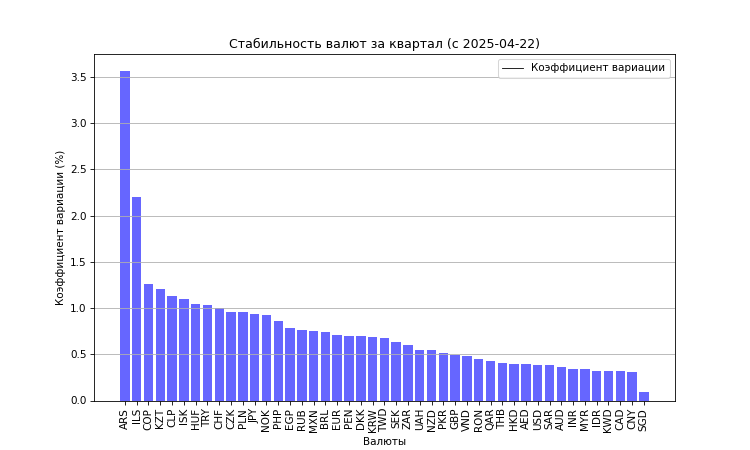 Стабильность валют за квартал (с 2025-04-22)
Коэффициент вариации
Коэффициент вариации (%)
3.5
3.0
2.5
2.0
1.5
1.0
0.5
0.0
ARS
ILS
COP
KZT
CLP
ISK
HUF
TRY
CHF
CZK
PLN
JPY
NOK
PHP
EGP
RUB
MXN
BRL
EUR
PEN
DKK
KRW
TWD
SEK
ZAR
UAH
NZD
PKR
GBP
VND
RON
QAR
THB
HKD
AED
USD
SAR
AUD
INR
MYR
IDR
KWD
CAD
CNY
SGD
Валюты